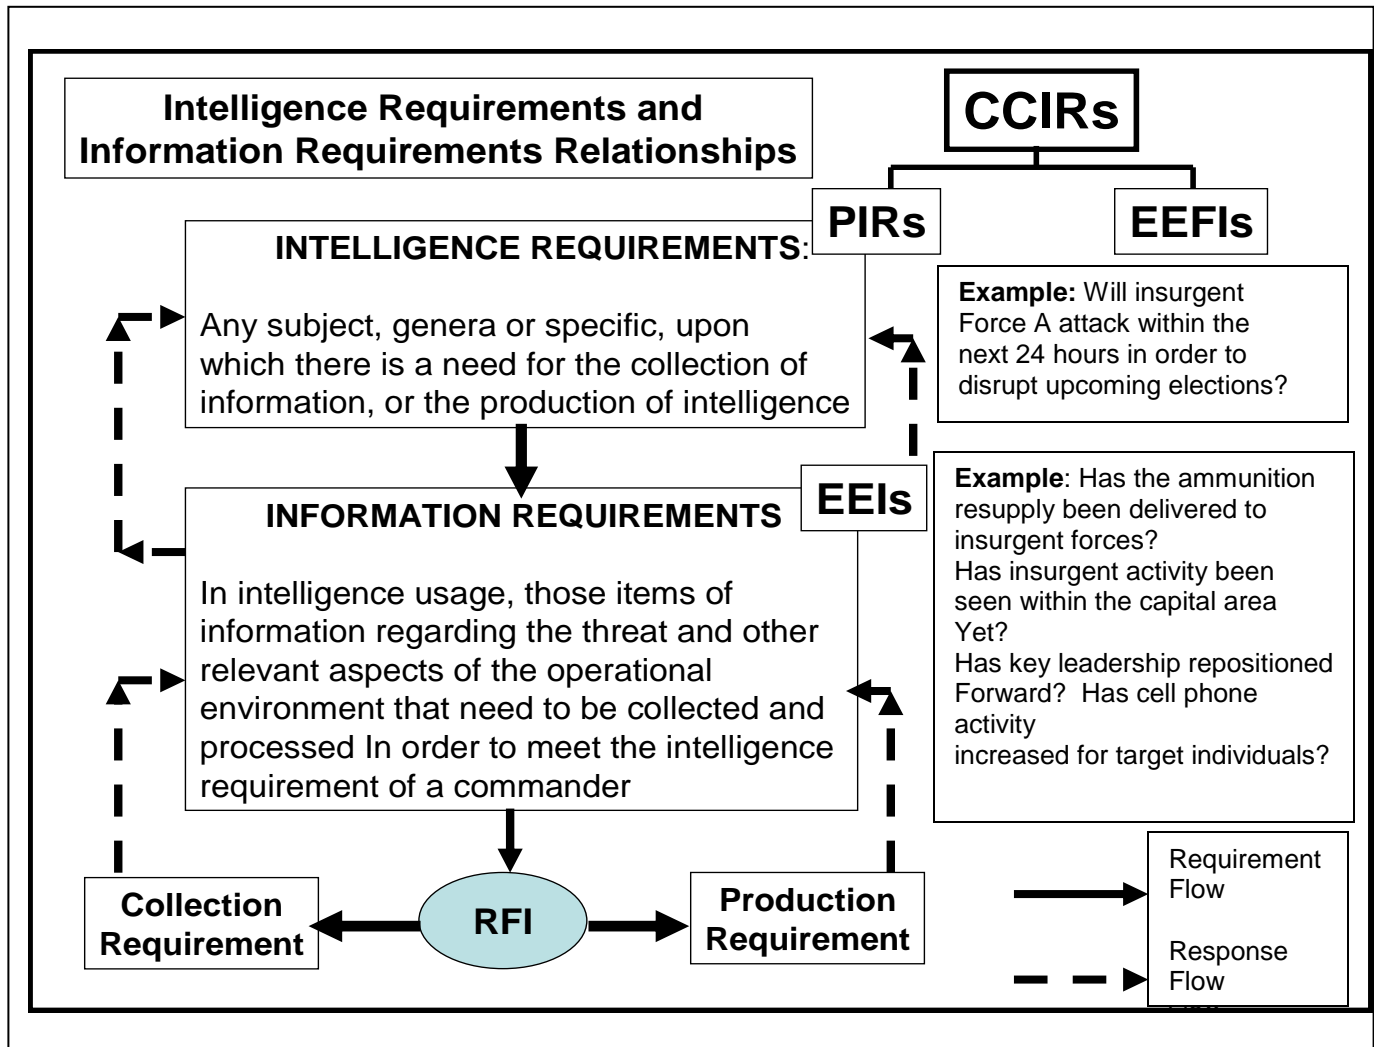 Intelligence Requirements and
Information Requirements Relationships
CCIRs
PIRs
EEFIs
INTELLIGENCE REQUIREMENTS:
Any subject, genera or specific, upon
which there is a need for the collection of
information, or the production of intelligence
Example: Will insurgent
Force A attack within the
next 24 hours in order to
disrupt upcoming elections?
EEIs
INFORMATION REQUIREMENTS
In intelligence usage, those items of
information regarding the threat and other
relevant aspects of the operational
environment that need to be collected and
processed In order to meet the intelligence
requirement of a commander
Example: Has the ammunition
resupply been delivered to
insurgent forces?
Has insurgent activity been
seen within the capital area
Yet?
Has key leadership repositioned
Forward? Has cell phone
activity
increased for target individuals?
Collection
Requirement
RFI
Production
Requirement
Requirement
Flow
Response
Flow